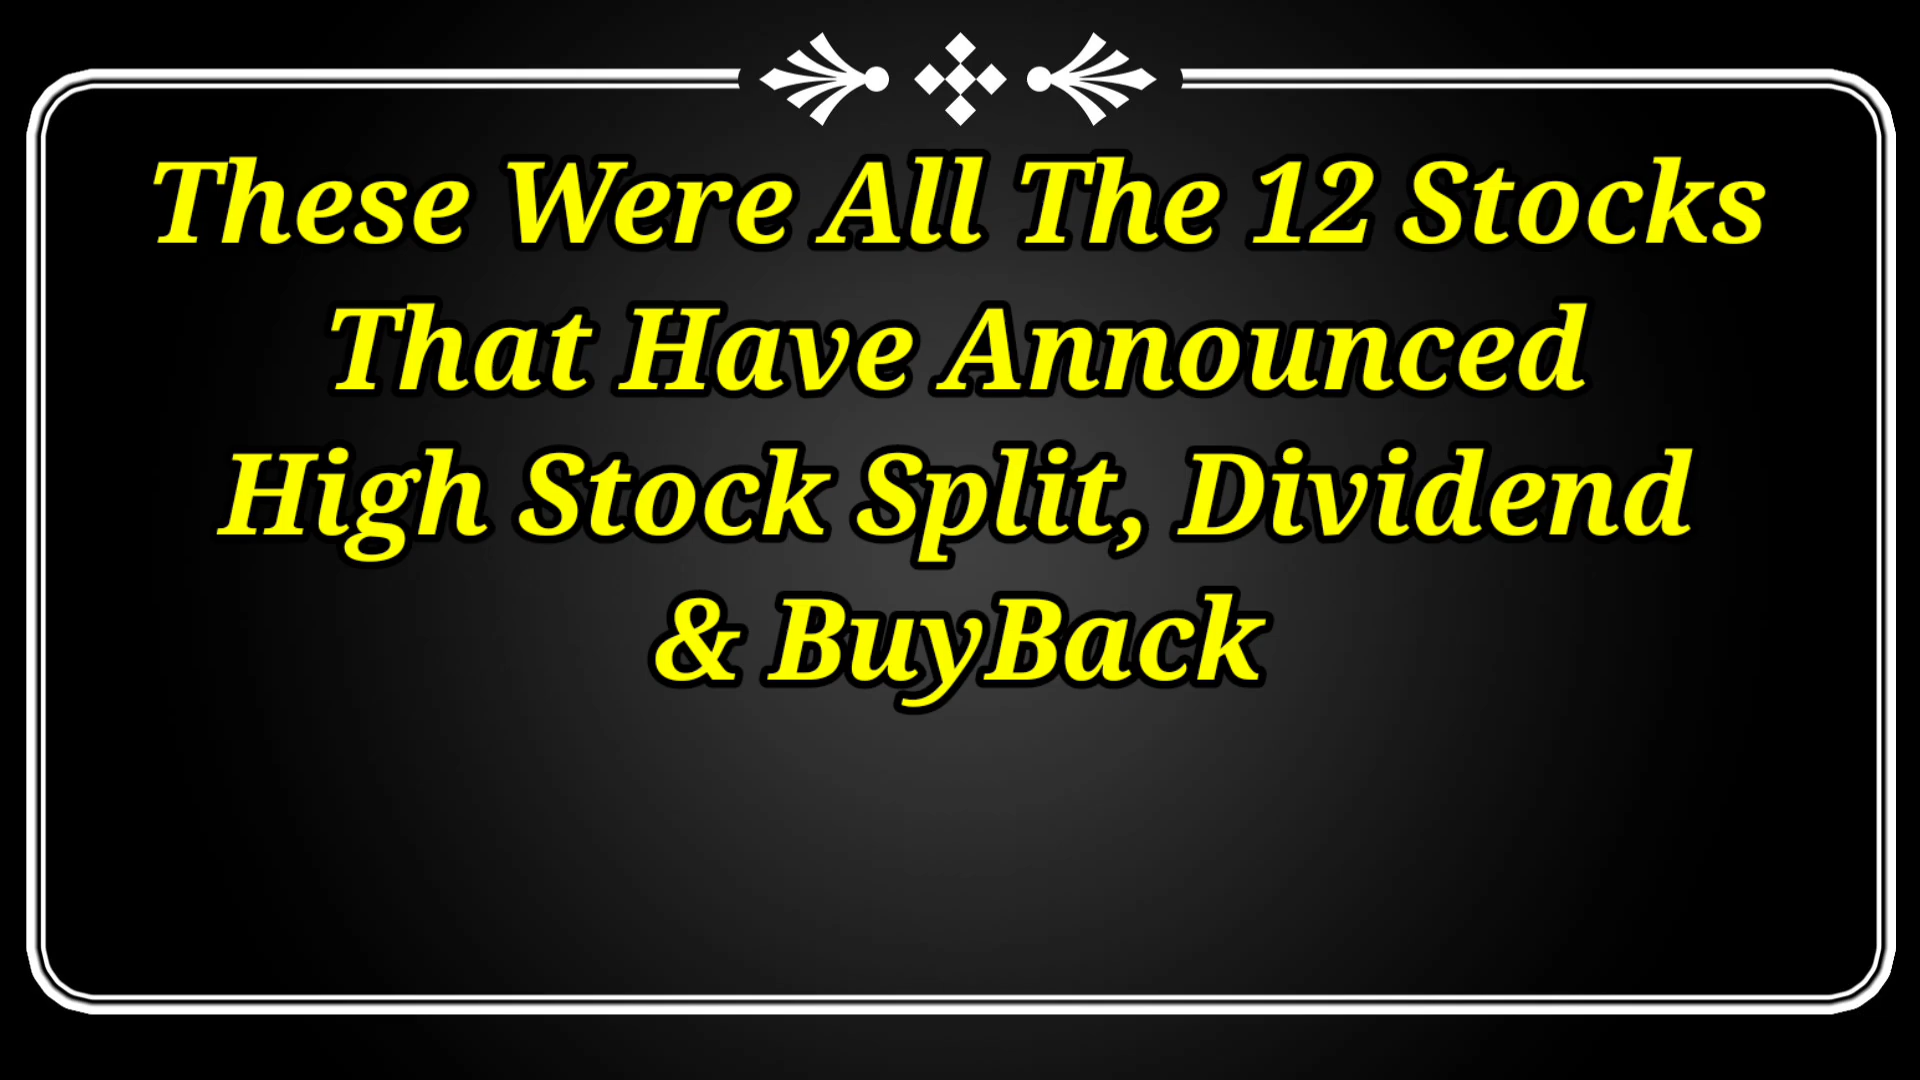 These Were All The 12 Stocks
That Have Announced
High Stock Split, Dividend
& BuyBack